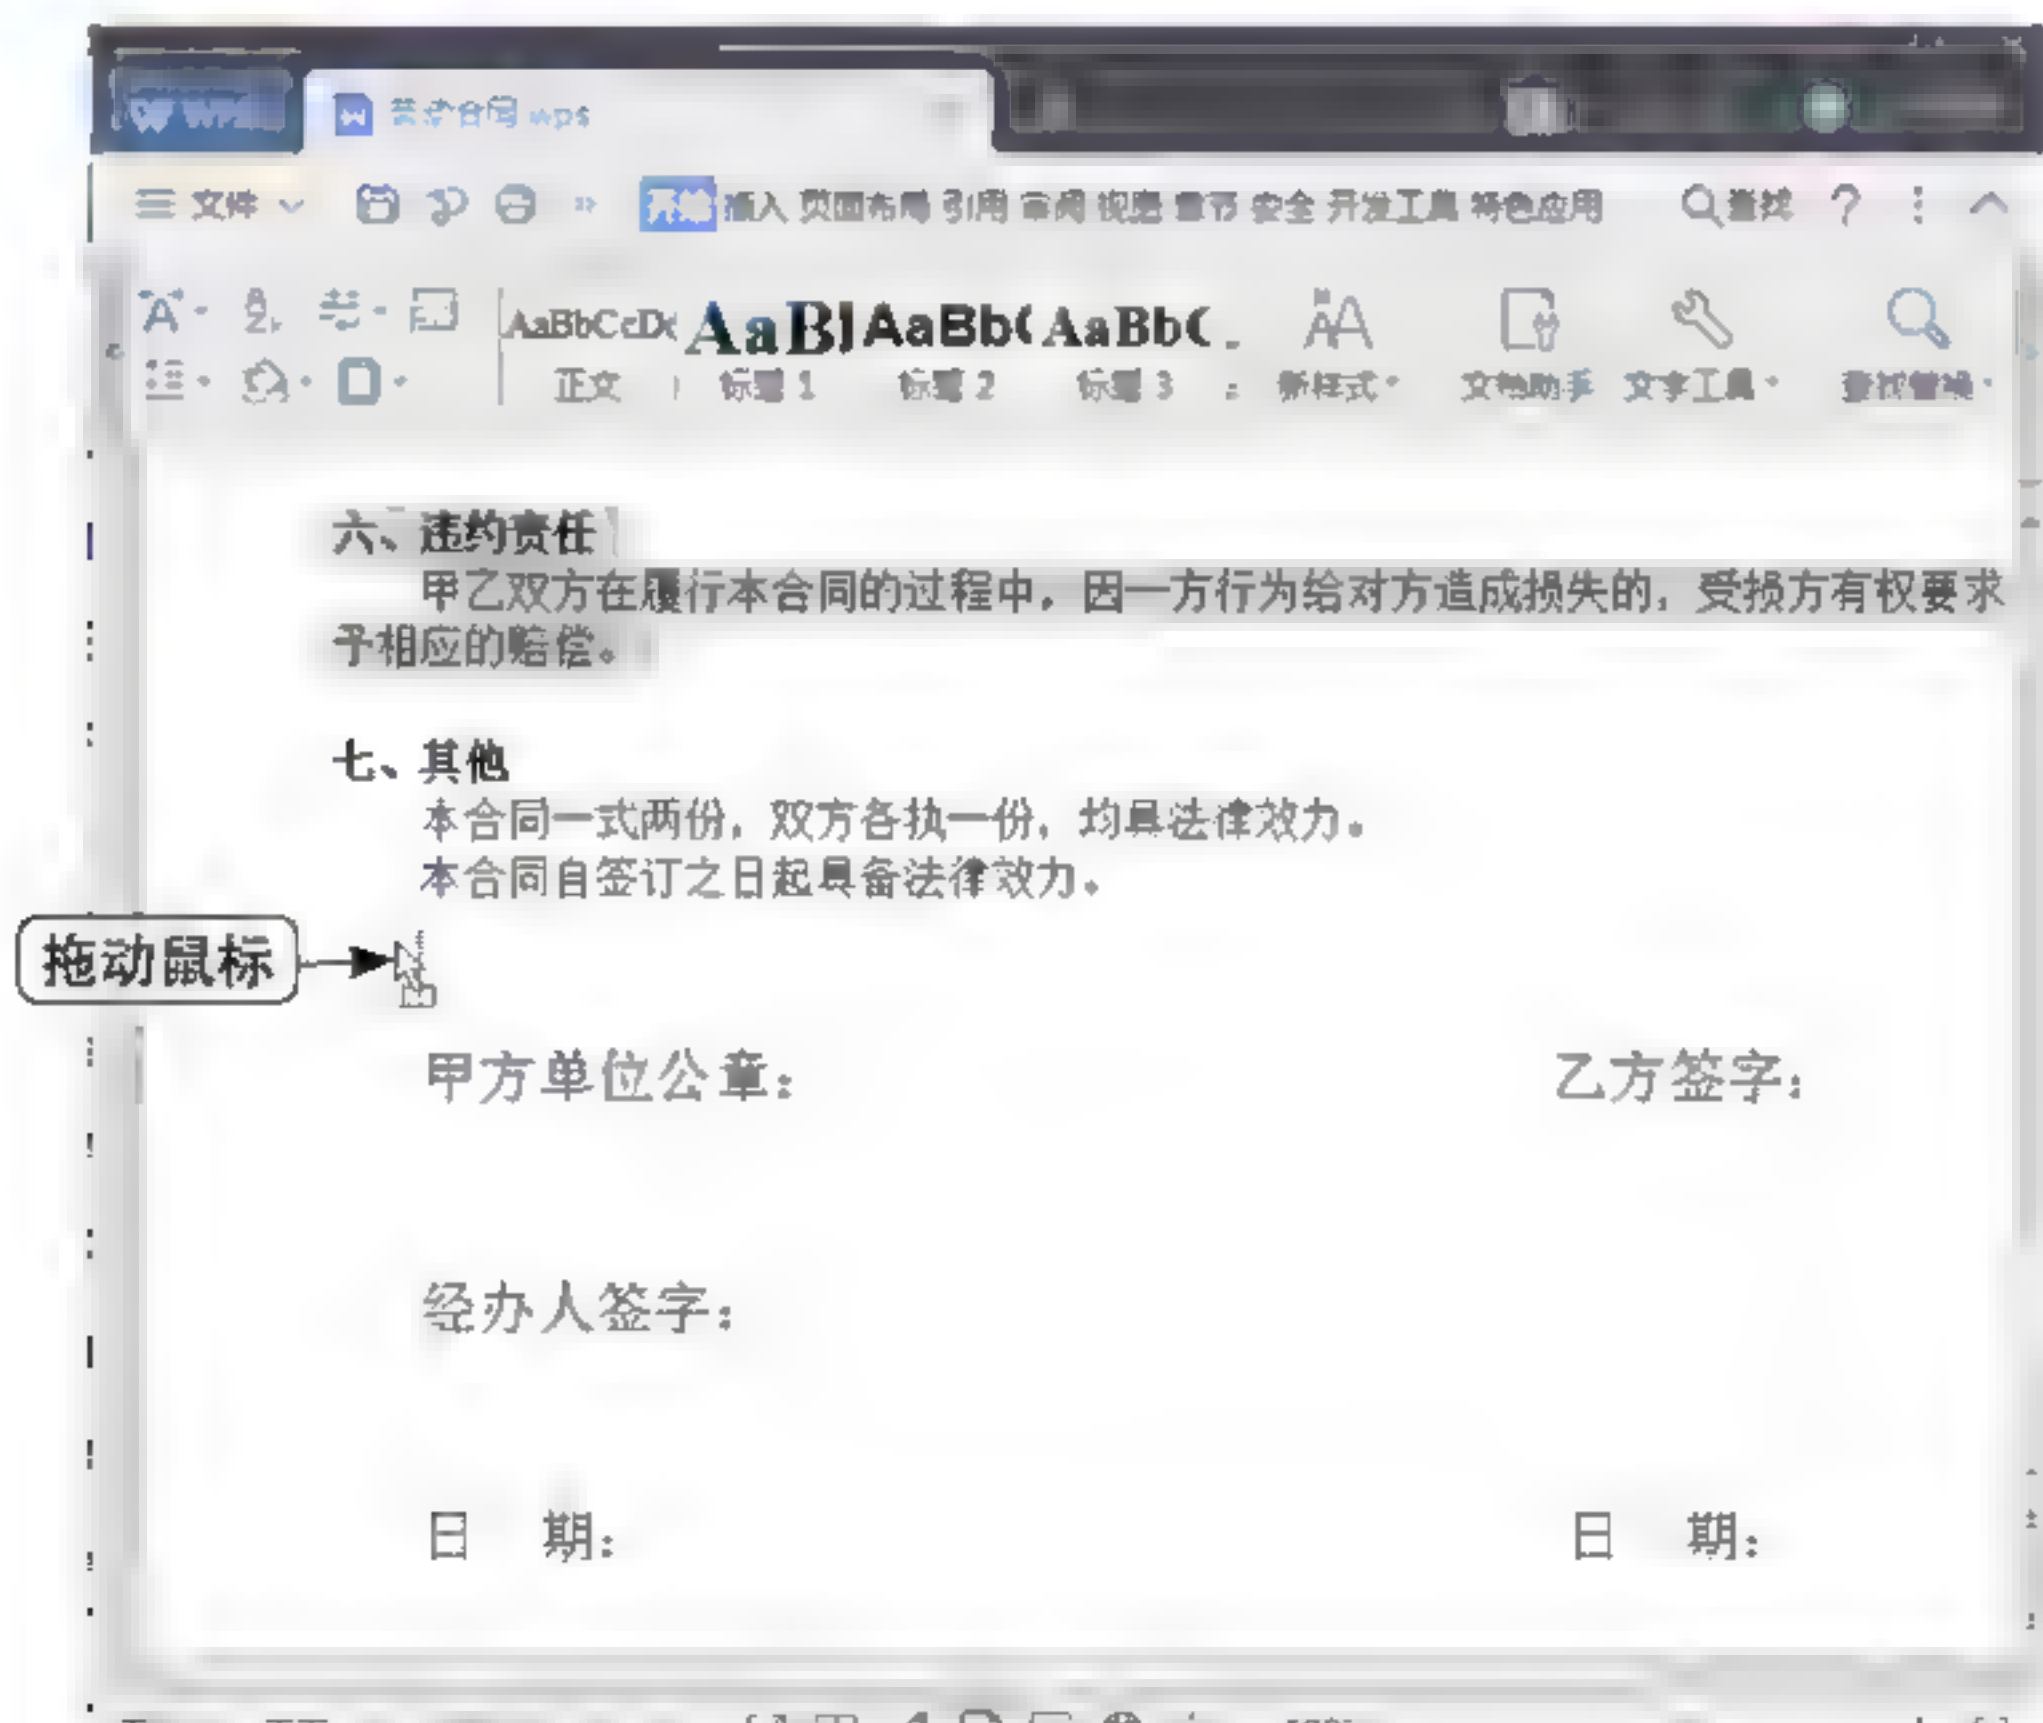 合同.wps
文件 开始 插入 页面布局 引用 审阅 视图 章节 安全 开发工具 特色应用 查找
AaBbCcD( AaB AaBb( AaBb(
正文 标题 1 标题 2 标题 3 新样式 文档助手 文字工具 查找替换
六、违约责任
甲乙双方在履行本合同的过程中，因一方行为给对方造成损失的，受损方有权要求
予相应的赔偿。
七、其他
本合同一式两份，双方各执一份，均具法律效力。
本合同自签订之日起具备法律效力。
拖动鼠标
甲方单位公章： 乙方签字：
经办人签字：
日 期： 日 期：